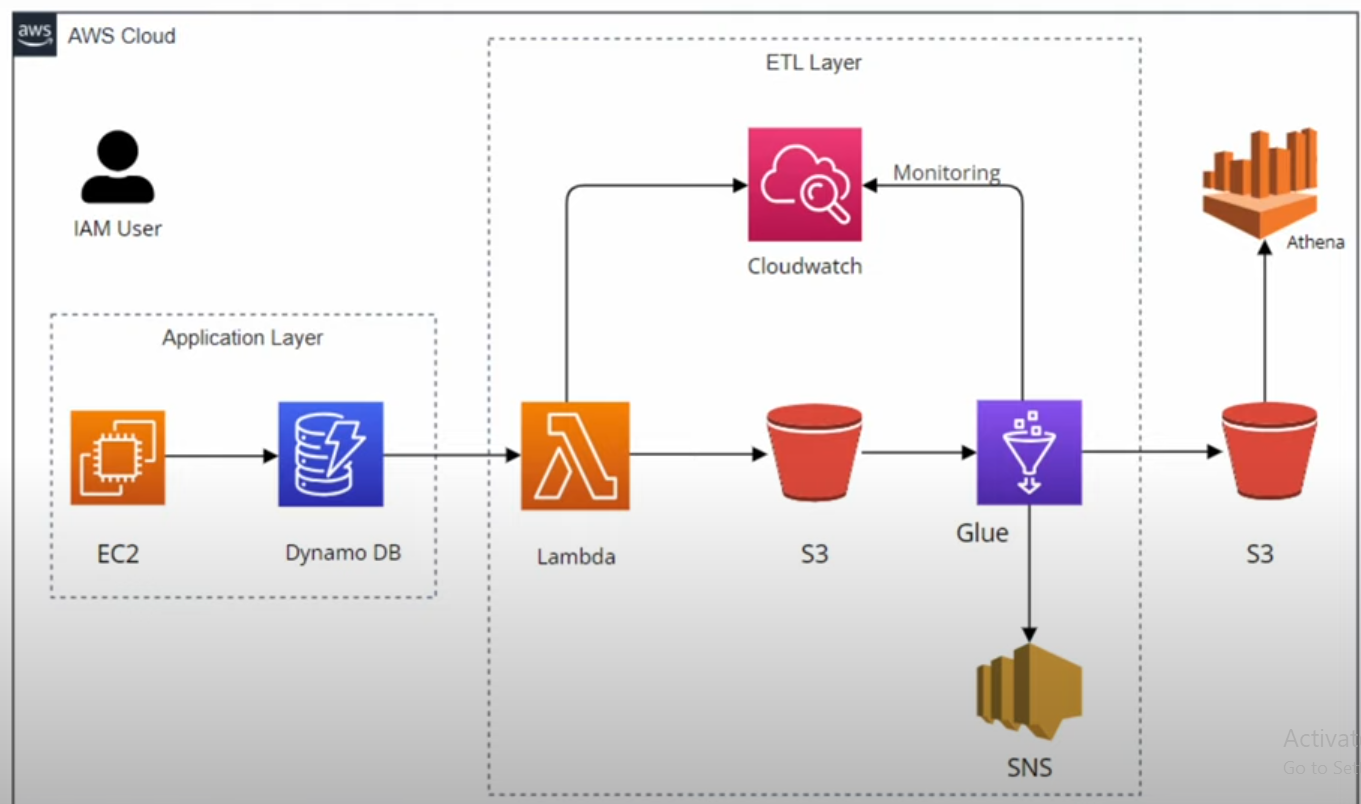 aws
AWS Cloud
ETL Layer
IAM User
Monitoring
Cloudwatch
Athena
Application Layer
EC2
Dynamo DB
Lambda
S3
Glue
S3
SNS
Activat
Go to Set